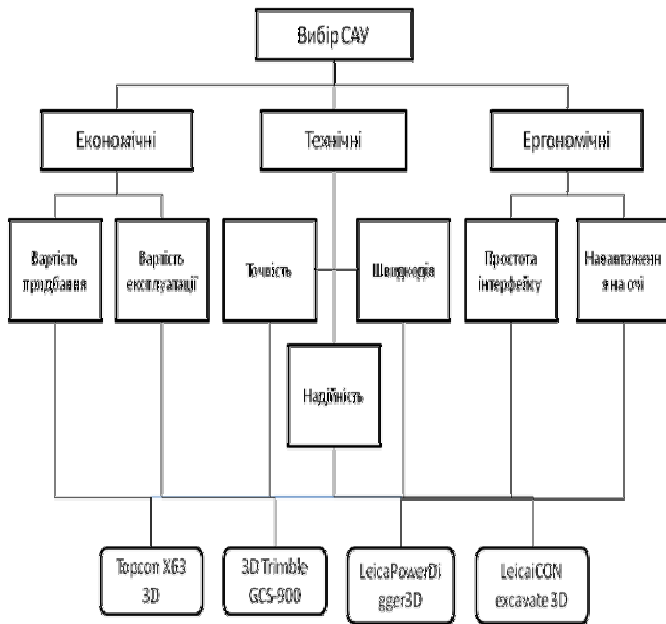 Вибір САУ
Економічні
Технічні
Ергономічні
Вартість
придбання
Вартість
експлуатації
Точність
Швидкодія
Простота
інтерфейсу
Навантаженн
я на очі
Надійність
Topcon X63
3D
3D Trimble
GCS-900
LeicaPowerDi
gger3D
LeicaiCON
excavate 3D